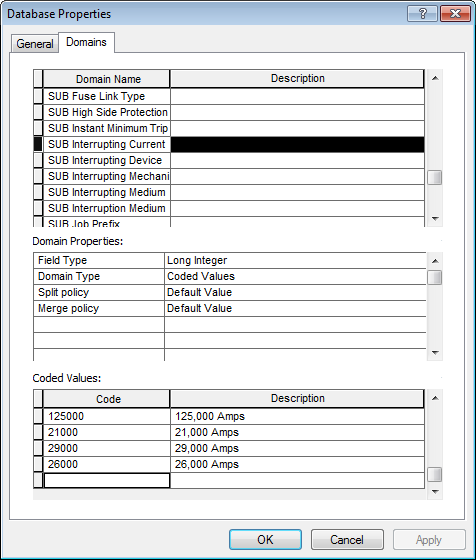 Database Properties
General Domains
Domain Name Description
SUB Fuse Link Type
SUB High Side Protection
SUB Instant Minimum Trip
SUB Interrupting Current
SUB Interrupting Device
SUB Interrupting Mechani
SUB Interrupting Medium
SUB Interruption Medium
SUB Job Prefix
Domain Properties:
Field Type Long Integer
Domain Type Coded Values
Split policy Default Value
Merge policy Default Value
Coded Values:
Code Description
125000 125,000 Amps
21000 21,000 Amps
29000 29,000 Amps
26000 26,000 Amps
OK Cancel Apply